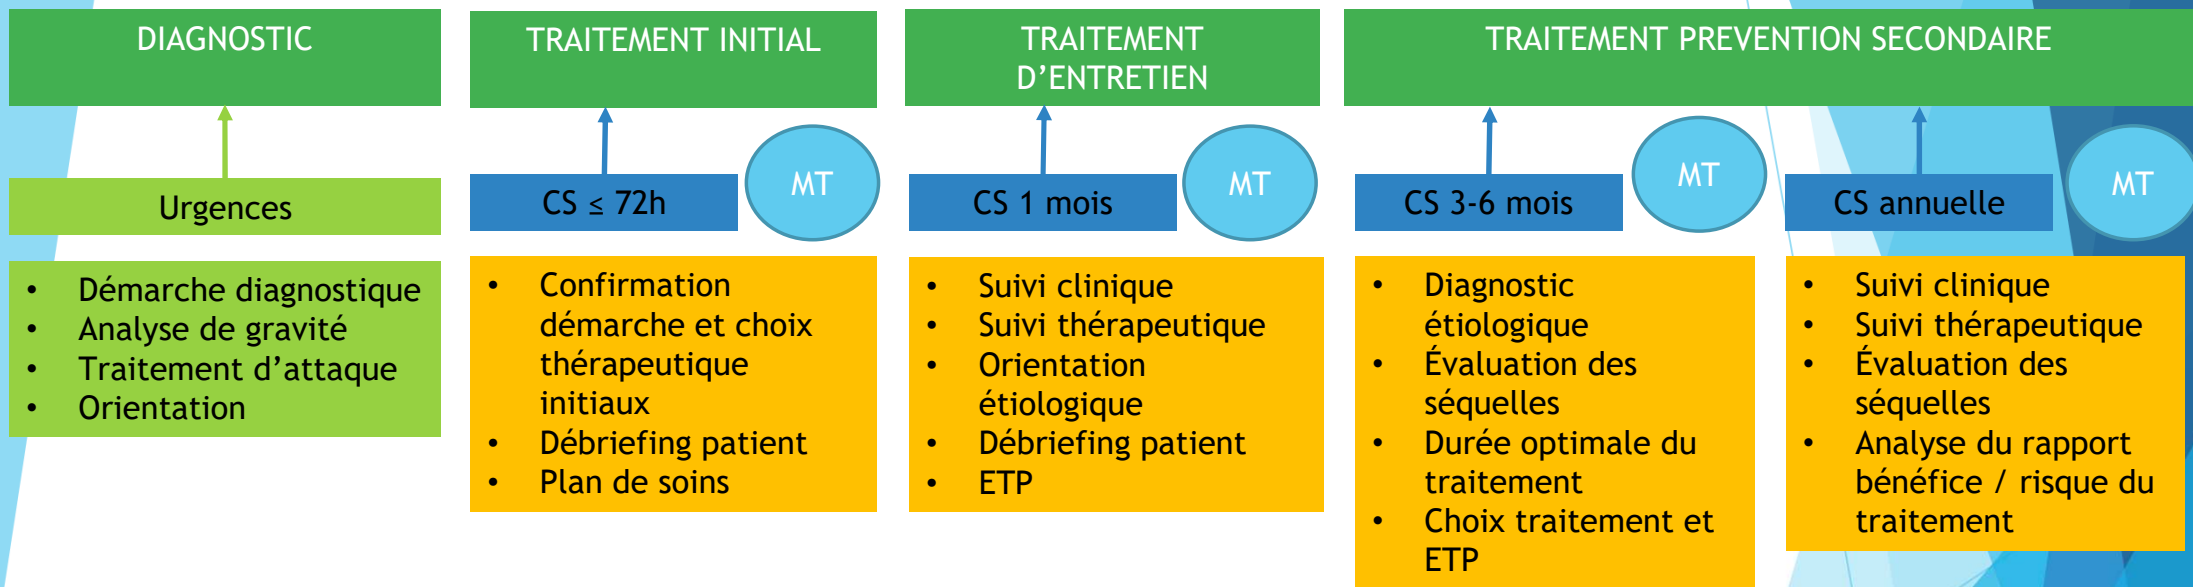 DIAGNOSTIC
Urgences
• Démarche diagnostique
• Analyse de gravité
• Traitement d’attaque
• Orientation
TRAITEMENT INITIAL
CS ≤ 72h
MT
• Confirmation
démarche et choix
thérapeutique
initiaux
• Débriefing patient
• Plan de soins
TRAITEMENT
D’ENTRETIEN
CS 1 mois
MT
• Suivi clinique
• Suivi thérapeutique
• Orientation
étiologique
• Débriefing patient
• ETP
TRAITEMENT PREVENTION SECONDAIRE
CS 3-6 mois
MT
• Diagnostic
étiologique
• Évaluation des
séquelles
• Durée optimale du
traitement
• Choix traitement et
ETP
CS annuelle
MT
• Suivi clinique
• Suivi thérapeutique
• Évaluation des
séquelles
• Analyse du rapport
bénéfice / risque du
traitement